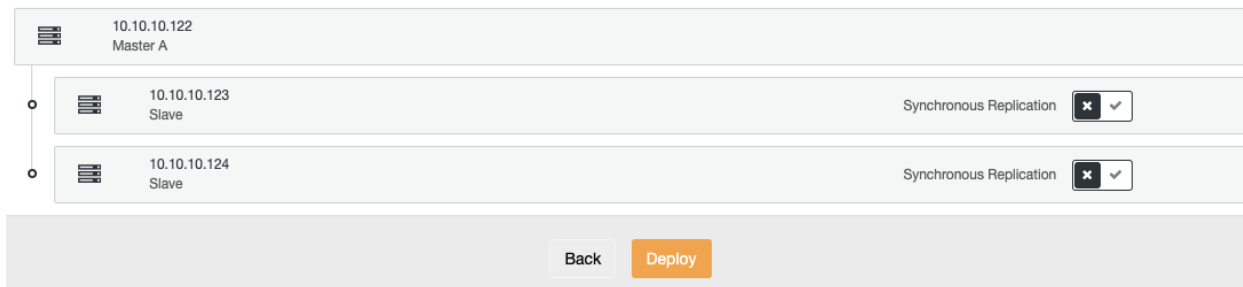 10.10.10.122
Master A
10.10.10.123
Slave
Synchronous Replication
10.10.10.124
Slave
Synchronous Replication
Back
Deploy